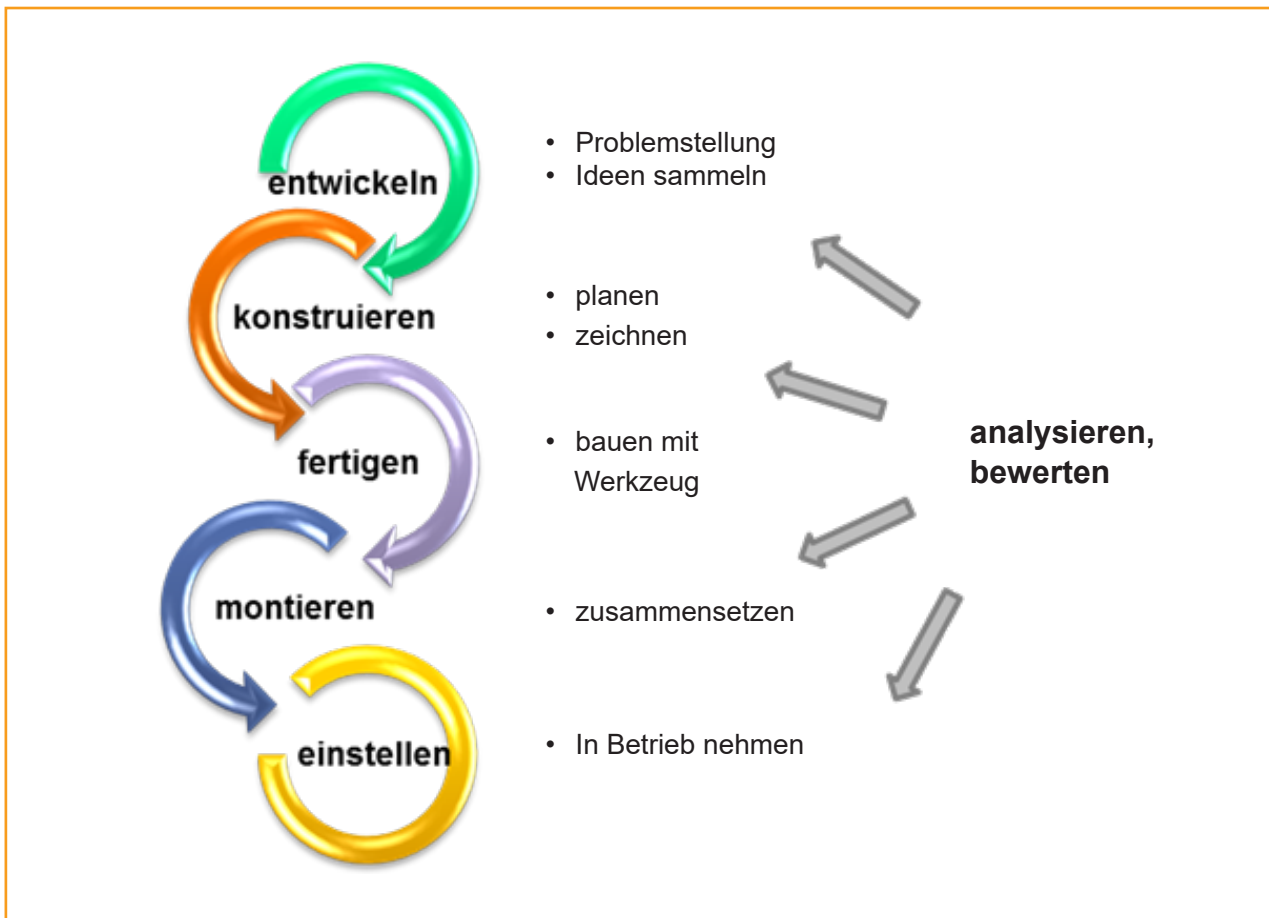 entwickeln
• Problemstellung
• Ideen sammeln
konstruieren
• planen
• zeichnen
fertigen
• bauen mit
Werkzeug
analysieren,
bewerten
montieren
• zusammensetzen
einstellen
• In Betrieb nehmen